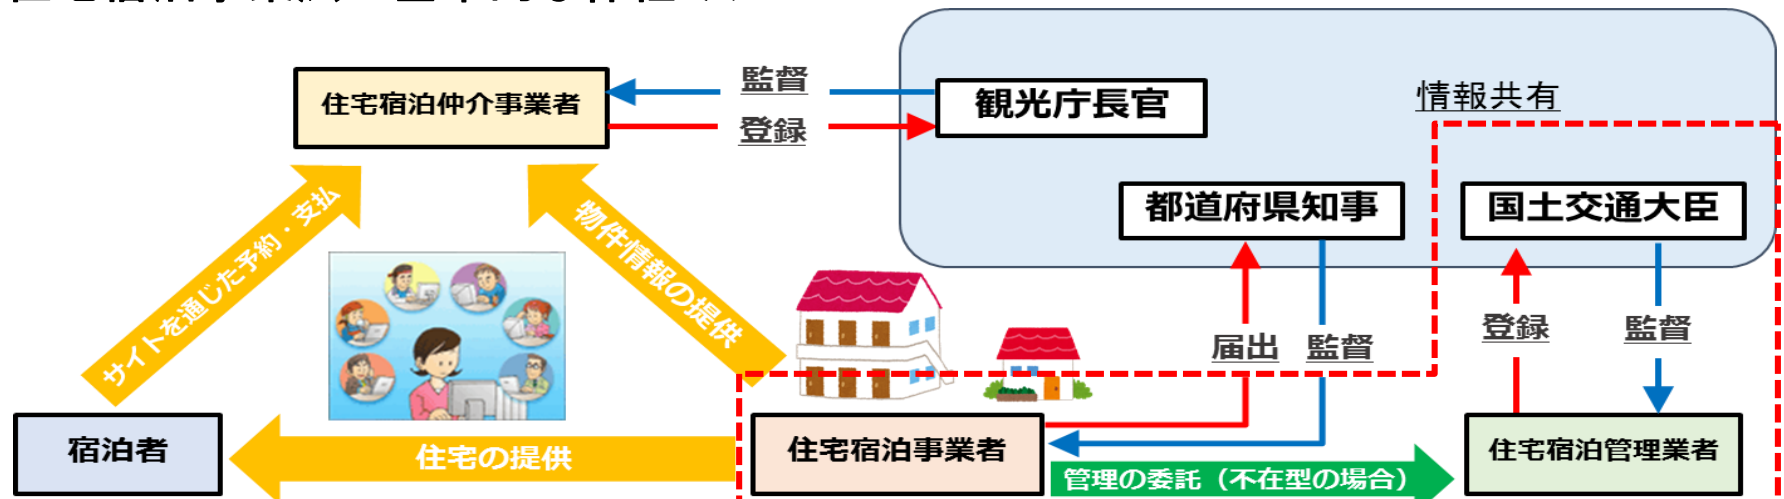 住宅宿泊仲介事業者
監督
登録
観光庁長官
情報共有
都道府県知事
国土交通大臣
サイトを通じた予約・支払
物件情報の提供
届出
監督
登録
監督
宿泊者
住宅の提供
住宅宿泊事業者
管理の委託（不在型の場合）
住宅宿泊管理業者